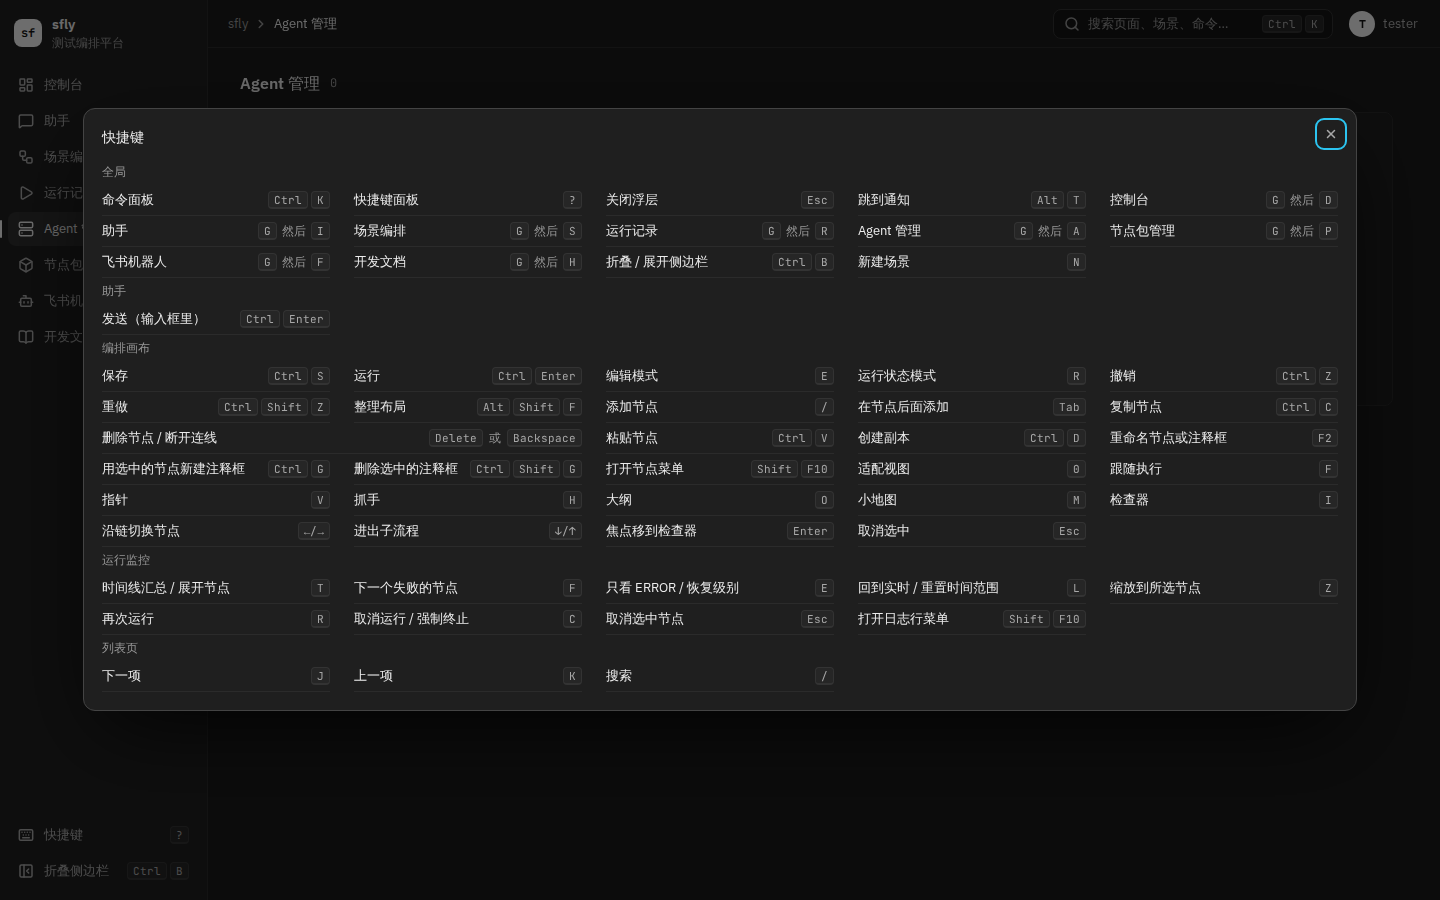 sf sfly
测试编排平台
sfly > Agent 管理
搜索页面、场景、命令... Ctrl K
T tester
控制台
助手
场景编
运行记
Agent
节点包
飞书机
开发文
Agent 管理 0
快捷键
全局
命令面板 Ctrl K 快捷键面板 ? 关闭浮层 Esc 跳到通知 Alt T 控制台 G 然后 D
助手 G 然后 I 场景编排 G 然后 S 运行记录 G 然后 R Agent 管理 G 然后 A 节点包管理 G 然后 P
飞书机器人 G 然后 F 开发文档 G 然后 H 折叠 / 展开侧边栏 Ctrl B 新建场景 N
助手
发送（输入框里） Ctrl Enter
编排画布
保存 Ctrl S 运行 Ctrl Enter 编辑模式 E 运行状态模式 R 撤销 Ctrl Z
重做 Ctrl Shift Z 整理布局 Alt Shift F 添加节点 / 在节点后面添加 Tab 复制节点 Ctrl C
删除节点 / 断开连线 Delete 或 Backspace 粘贴节点 Ctrl V 创建副本 Ctrl D 重命名节点或注释框 F2
用选中的节点新建注释框 Ctrl G 删除选中的注释框 Ctrl Shift G 打开节点菜单 Shift F10 适配视图 0 跟随执行 F
指针 V 抓手 H 大纲 O 小地图 M 检查器 I
沿链切换节点 ←/→ 进出子流程 ↓/↑ 焦点移到检查器 Enter 取消选中 Esc
运行监控
时间线汇总 / 展开节点 T 下一个失败的节点 F 只看 ERROR / 恢复级别 E 回到实时 / 重置时间范围 L 缩放到所选节点 Z
再次运行 R 取消运行 / 强制终止 C 取消选中节点 Esc 打开日志行菜单 Shift F10
列表页
下一项 J 上一项 K 搜索 /
快捷键 ?
折叠侧边栏 Ctrl B